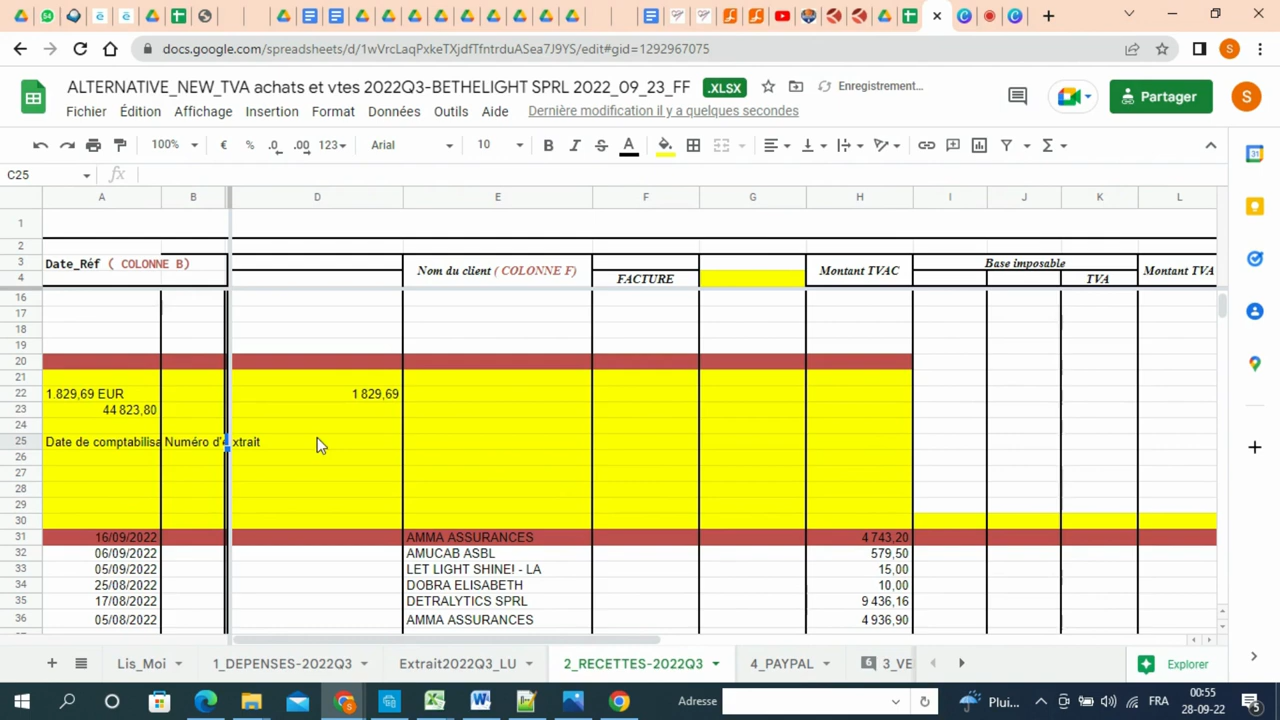 docs.google.com/spreadsheets/d/1wVrcLaqPxkeTXjdfTfntrduASea7J9YS/edit#gid=1292967075
S
ALTERNATIVE_NEW_TVA achats et vtes 2022Q3-BETHELIGHT SPRL 2022_09_23_FF .XLSX Enregistrement...
Fichier Édition Affichage Insertion Format Données Outils Aide Dernière modification il y a quelques secondes
Partager S
100% € % .0 .00 123 Arial 10 B I S A
C25 fx
A B D E F G H I J K L
1
2
3 Date_Réf ( COLONNE B) Nom du client ( COLONNE F) Montant TVAC Base imposable Montant TVA
4 FACTURE TVA
16
17
18
19
20
21
22 1.829,69 EUR 1 829,69
23 44 823,80
24
25 Date de comptabilisa Numéro d'extrait
26
27
28
29
30
31 16/09/2022 AMMA ASSURANCES 4 743,20
32 06/09/2022 AMUCAB ASBL 579,50
33 05/09/2022 LET LIGHT SHINE! - LA 15,00
34 25/08/2022 DOBRA ELISABETH 10,00
35 17/08/2022 DETRALYTICS SPRL 9 436,16
36 05/08/2022 AMMA ASSURANCES 4 936,90
Lis_Moi 1_DEPENSES-2022Q3 Extrait2022Q3_LU 2_RECETTES-2022Q3 4_PAYPAL 6 3_VE Explorer
Adresse Plui... FRA 00:55
28-09-22 5